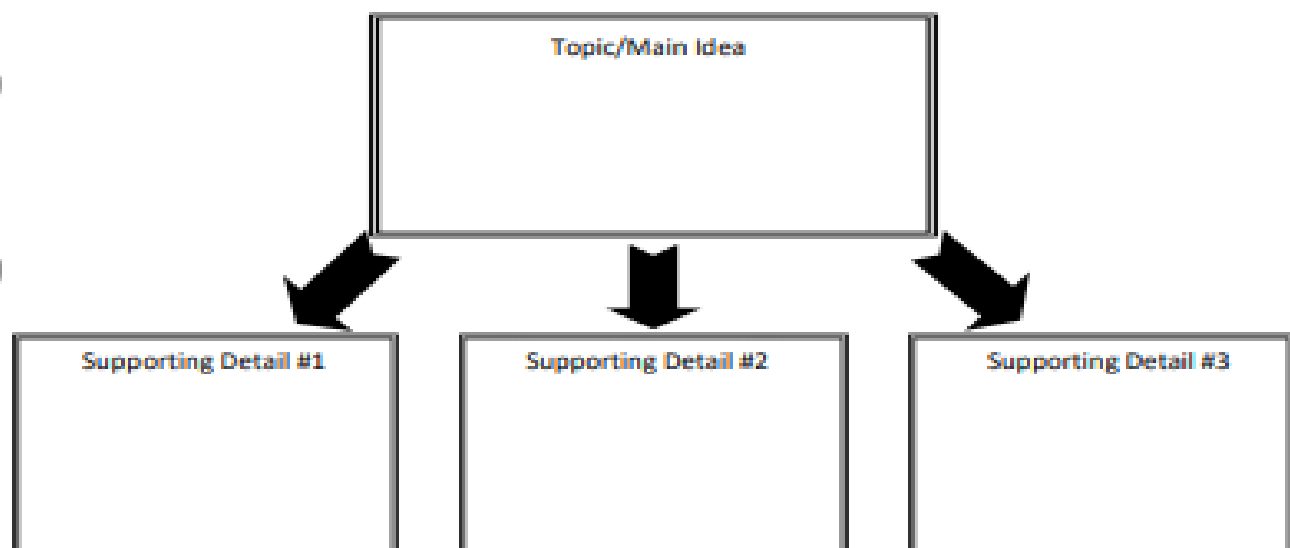 Topic/Main Idea
Supporting Detail #1
Supporting Detail #2
Supporting Detail #3